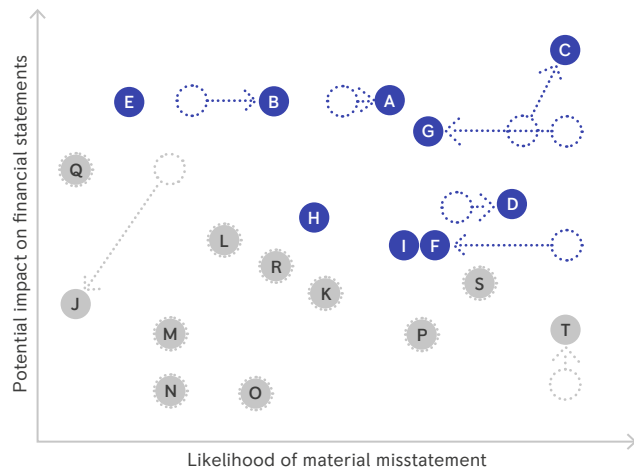 Potential impact on financial statements
C
E
B
A
G
Q
D
H
L
I
F
R
S
K
J
M
P
T
N
O
Likelihood of material misstatement